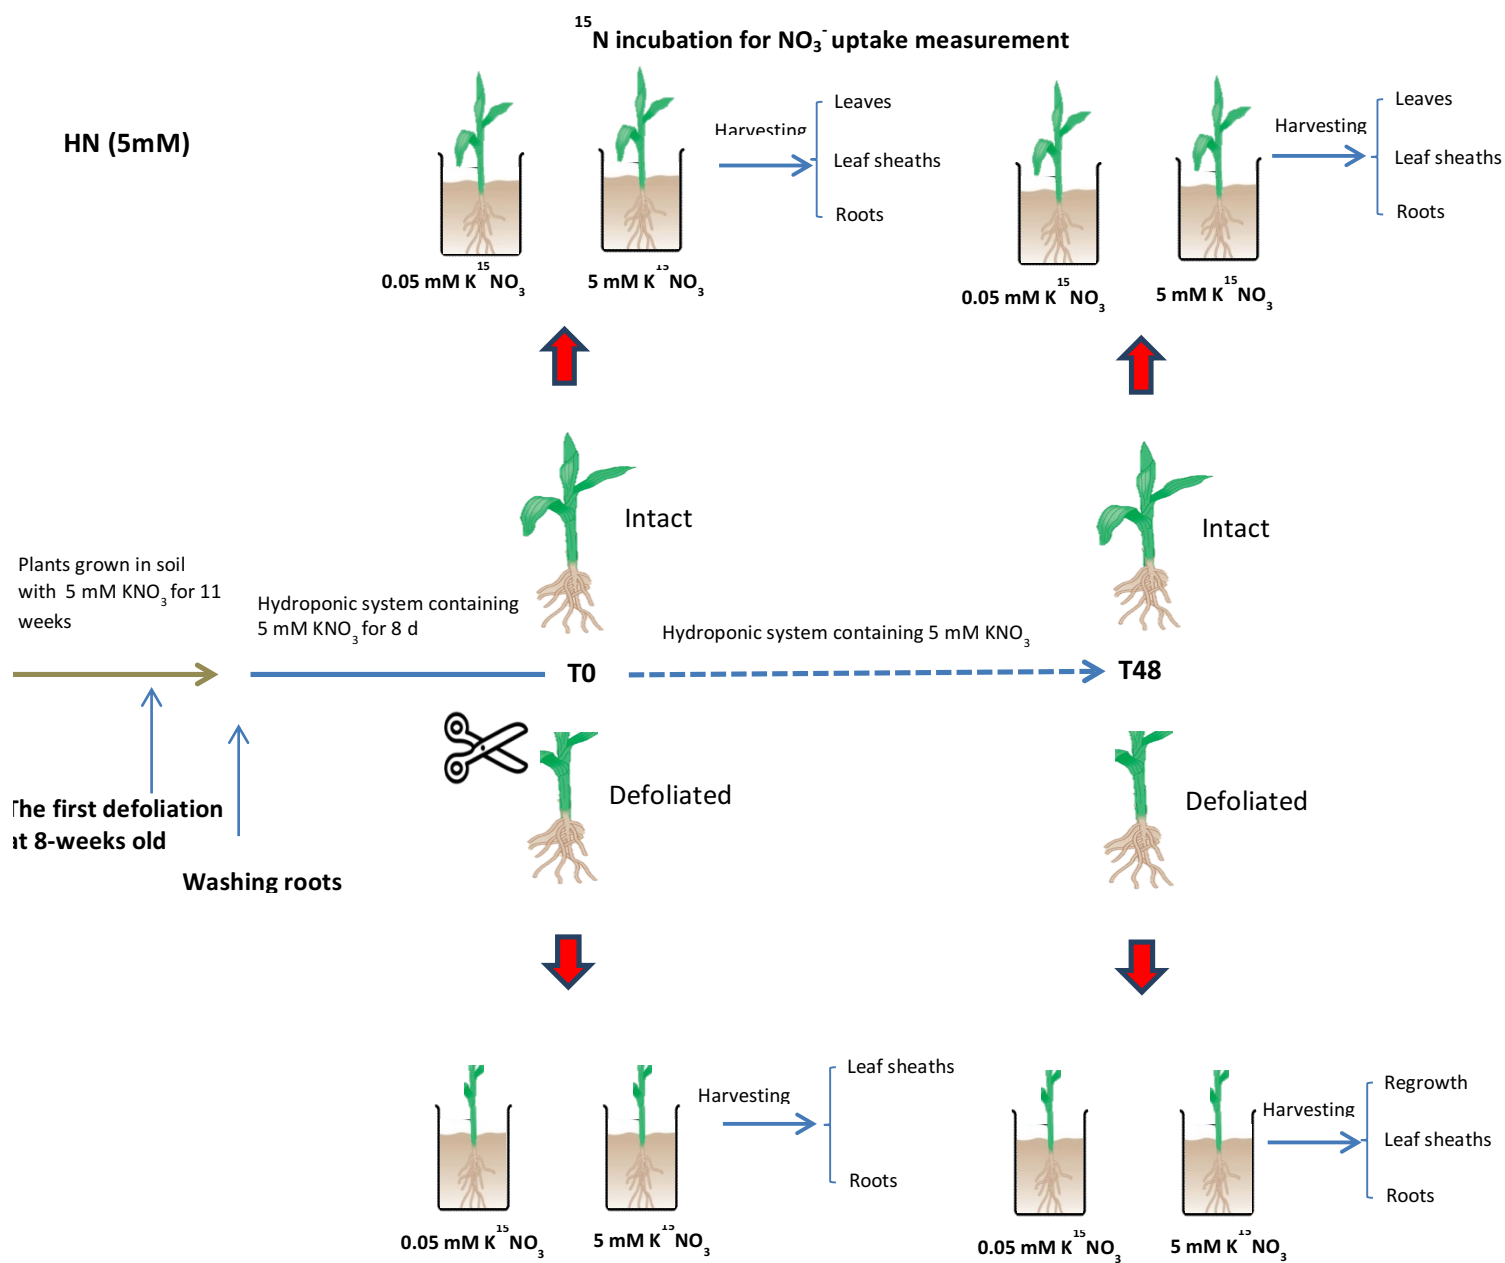 ¹⁵N incubation for NO₃⁻ uptake measurement
HN (5mM)
Harvesting
Leaves
Leaf sheaths
Roots
Harvesting
Leaves
Leaf sheaths
Roots
0.05 mM K¹⁵NO₃
5 mM K¹⁵NO₃
0.05 mM K¹⁵NO₃
5 mM K¹⁵NO₃
Intact
Intact
Plants grown in soil
with 5 mM KNO₃ for 11
weeks
Hydroponic system containing
5 mM KNO₃ for 8 d
Hydroponic system containing 5 mM KNO₃
T0
T48
The first defoliation
at 8-weeks old
Washing roots
Defoliated
Defoliated
Harvesting
Leaf sheaths
Roots
Harvesting
Regrowth
Leaf sheaths
Roots
0.05 mM K¹⁵NO₃
5 mM K¹⁵NO₃
0.05 mM K¹⁵NO₃
5 mM K¹⁵NO₃